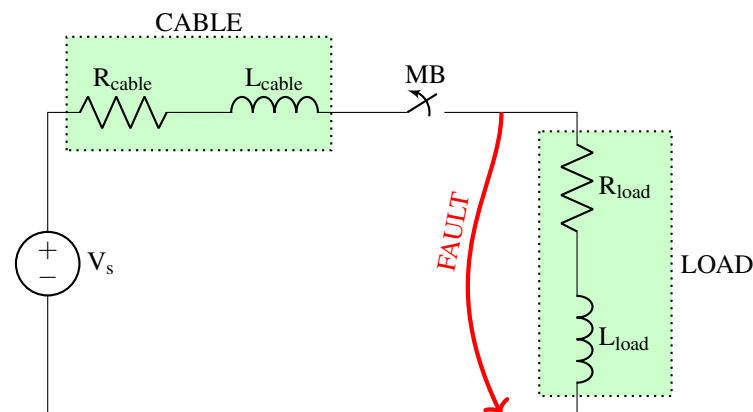 CABLE
R_cable
L_cable
MB
FAULT
R_load
LOAD
+
−
V_s
L_load